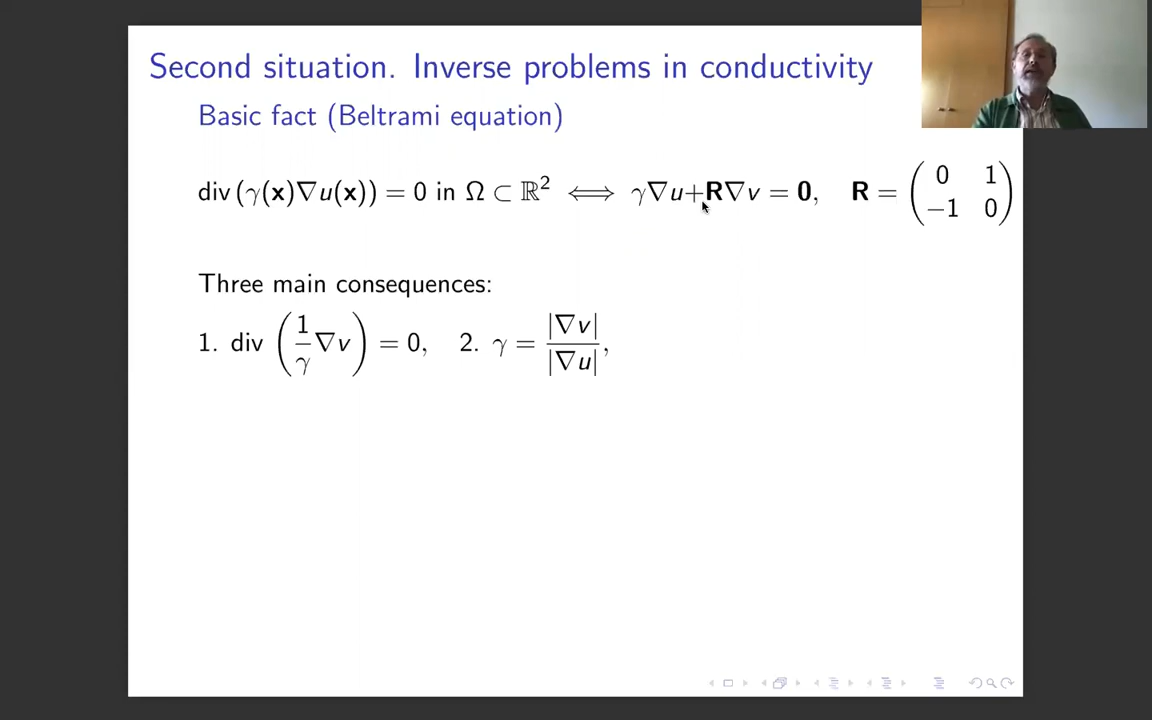 Second situation. Inverse problems in conductivity
Basic fact (Beltrami equation)
div (γ(x)∇u(x)) = 0 in Ω ⊂ ℝ² ⟺ γ∇u+R∇v = 0, R = ( 0 1 −1 0 )
Three main consequences:
1. div ( 1/γ ∇v ) = 0, 2. γ = |∇v| / |∇u| ,